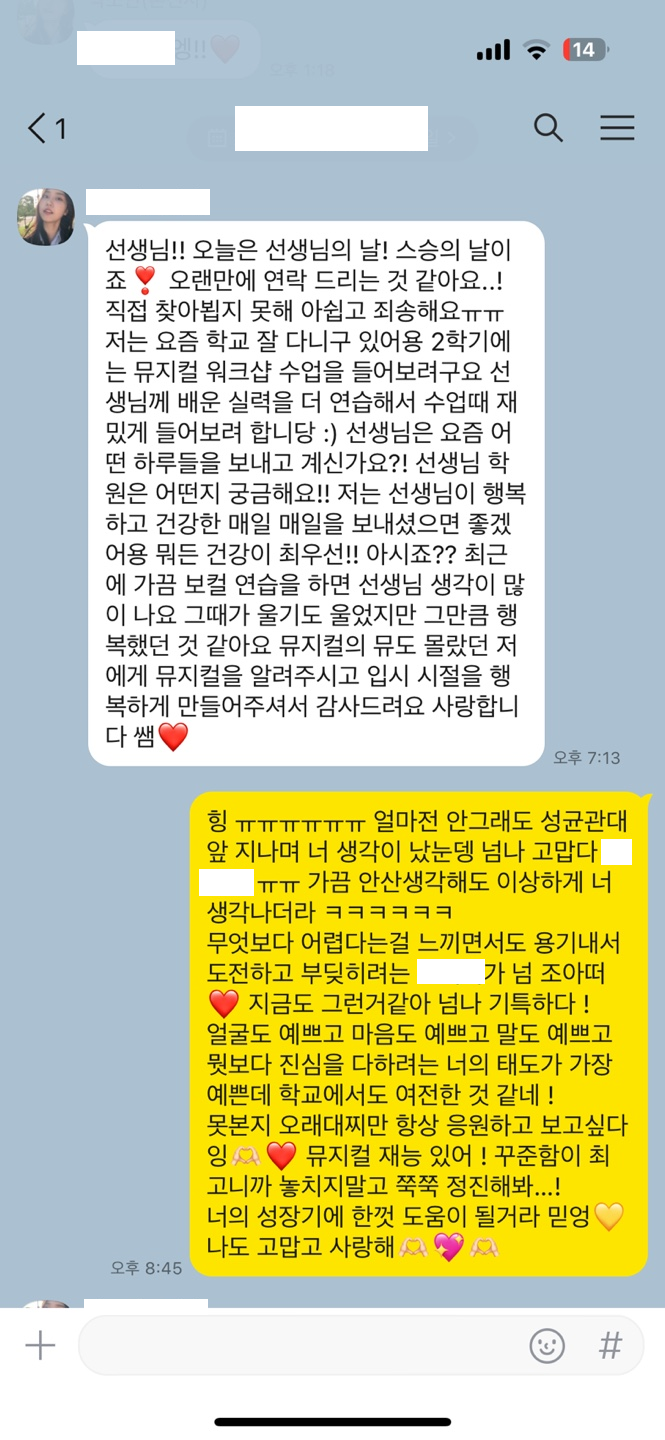 엥!!❤️
오후 1:18
14
1
선생님!! 오늘은 선생님의 날! 스승의 날이
죠❣️ 오랜만에 연락 드리는 것 같아요..!
직접 찾아뵙지 못해 아쉽고 죄송해요ㅠㅠ
저는 요즘 학교 잘 다니구 있어용 2학기에
는 뮤지컬 워크샵 수업을 들어보려구요 선
생님께 배운 실력을 더 연습해서 수업때 재
밌게 들어보려 합니당 :) 선생님은 요즘 어
떤 하루들을 보내고 계신가요?! 선생님 학
원은 어떤지 궁금해요!! 저는 선생님이 행복
하고 건강한 매일 매일을 보내셨으면 좋겠
어용 뭐든 건강이 최우선!! 아시죠?? 최근
에 가끔 보컬 연습을 하면 선생님 생각이 많
이 나요 그때가 울기도 울었지만 그만큼 행
복했던 것 같아요 뮤지컬의 뮤도 몰랐던 저
에게 뮤지컬을 알려주시고 입시 시절을 행
복하게 만들어주셔서 감사드려요 사랑합니
다 쌤❤️
오후 7:13
힝 ㅠㅠㅠㅠㅠㅠ 얼마전 안그래도 성균관대
앞 지나며 너 생각이 났눈뎅 넘나 고맙다
ㅠㅠ 가끔 안산생각해도 이상하게 너
생각나더라 ㅋㅋㅋㅋㅋㅋ
무엇보다 어렵다는걸 느끼면서도 용기내서
도전하고 부딪히려는 가 넘 조아떠
❤️ 지금도 그런거같아 넘나 기특하다 !
얼굴도 예쁘고 마음도 예쁘고 말도 예쁘고
뭣보다 진심을 다하려는 너의 태도가 가장
예쁜데 학교에서도 여전한 것 같네 !
못본지 오래대찌만 항상 응원하고 보고싶다
잉🫶🏻❤️ 뮤지컬 재능 있어 ! 꾸준함이 최
고니까 놓치지말고 쭉쭉 정진해봐...!
너의 성장기에 한껏 도움이 될거라 믿엉💛
나도 고맙고 사랑해🫶🏻💖🫶🏻
오후 8:45
#